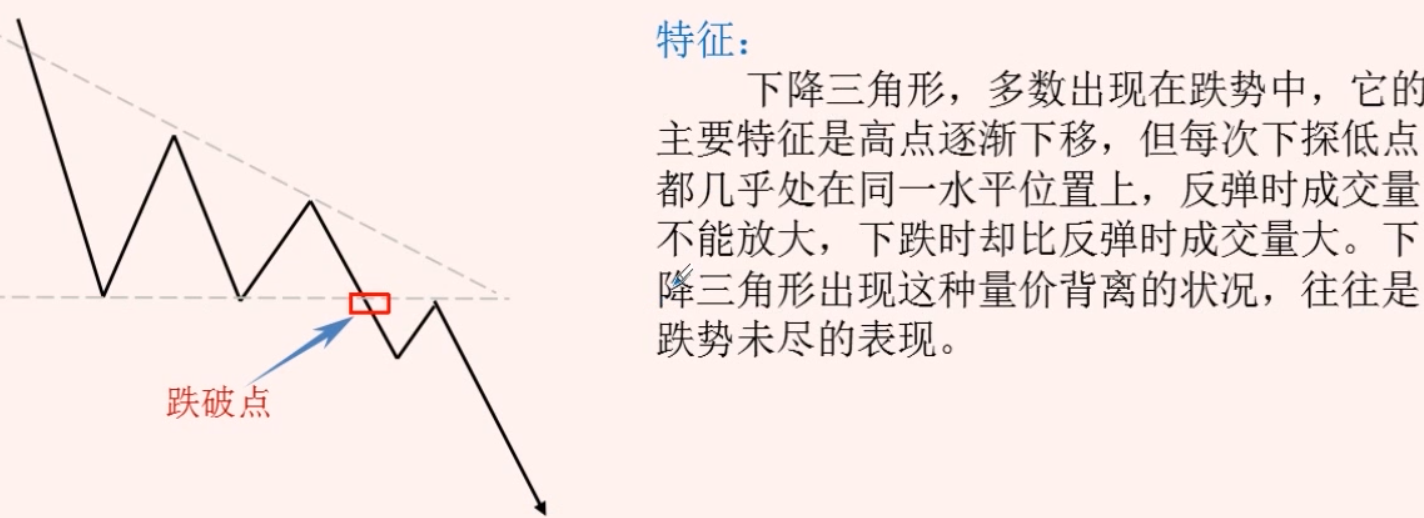 特征：
下降三角形，多数出现在跌势中，它的
主要特征是高点逐渐下移，但每次下探低点
都几乎处在同一水平位置上，反弹时成交量
不能放大，下跌时却比反弹时成交量大。下
降三角形出现这种量价背离的状况，往往是
跌势未尽的表现。
跌破点